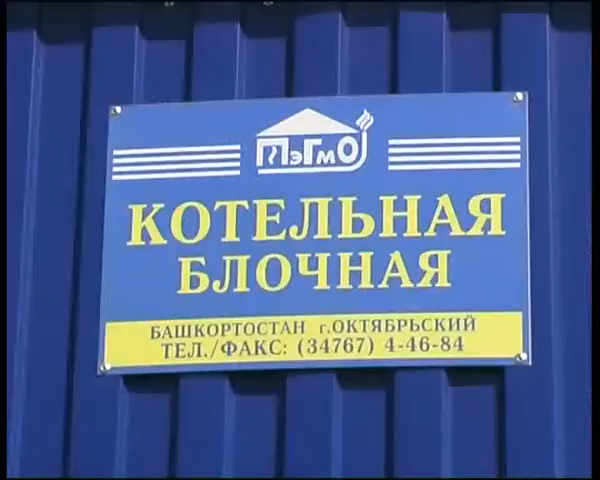 ПэГмО
КОТЕЛЬНАЯ
БЛОЧНАЯ
БАШКОРТОСТАН г.ОКТЯБРЬСКИЙ
ТЕЛ./ФАКС: (34767) 4-46-84